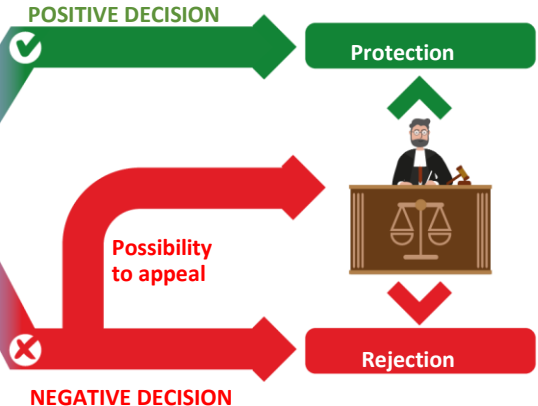 POSITIVE DECISION
Protection
Possibility
to appeal
Rejection
NEGATIVE DECISION